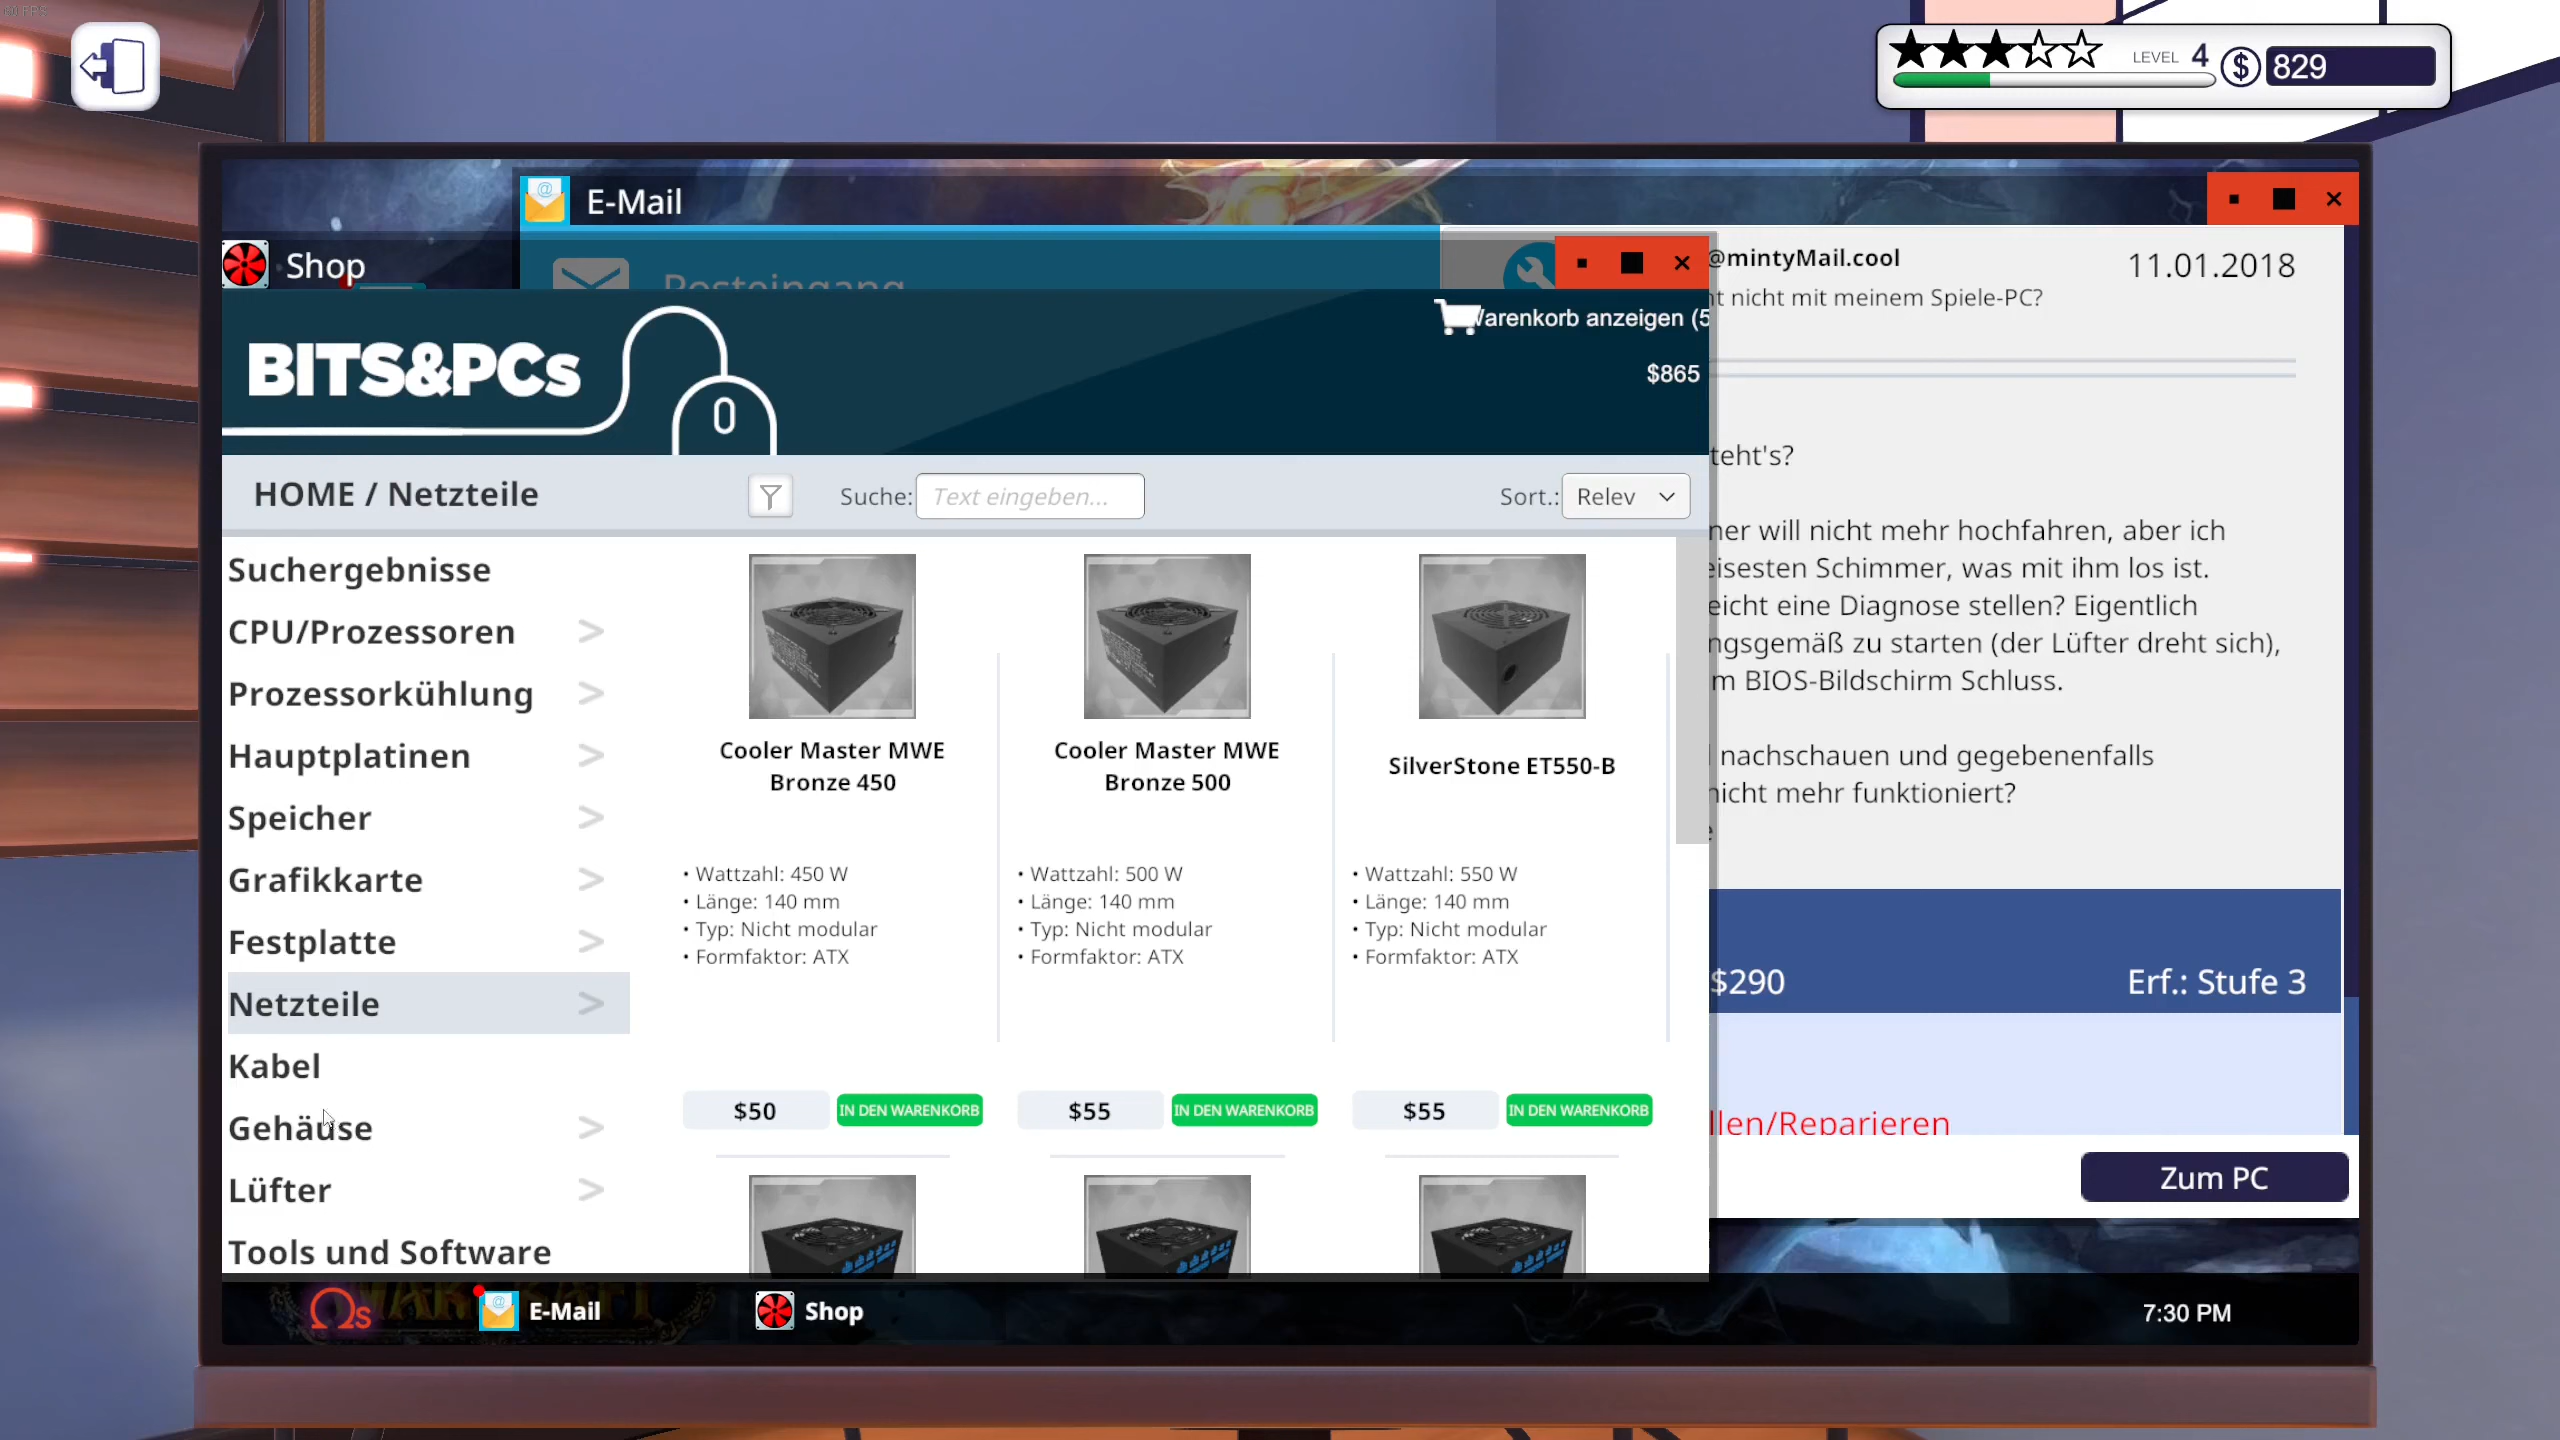 60 FPS
LEVEL 4
829
E-Mail
Shop
Posteingang
@mintyMail.cool
11.01.2018
nicht mit meinem Spiele-PC?
Warenkorb anzeigen (5
$865
BITS&PCs
HOME / Netzteile
Suche:
Text eingeben...
Sort.:
Relev
Suchergebnisse
CPU/Prozessoren >
Prozessorkühlung >
Hauptplatinen >
Speicher >
Grafikkarte >
Festplatte >
Netzteile >
Kabel
Gehäuse >
Lüfter >
Tools und Software
Cooler Master MWE
Bronze 450
• Wattzahl: 450 W
• Länge: 140 mm
• Typ: Nicht modular
• Formfaktor: ATX
$50
IN DEN WARENKORB
Cooler Master MWE
Bronze 500
• Wattzahl: 500 W
• Länge: 140 mm
• Typ: Nicht modular
• Formfaktor: ATX
$55
IN DEN WARENKORB
SilverStone ET550-B
• Wattzahl: 550 W
• Länge: 140 mm
• Typ: Nicht modular
• Formfaktor: ATX
$55
IN DEN WARENKORB
teht's?
ner will nicht mehr hochfahren, aber ich
eisesten Schimmer, was mit ihm los ist.
eicht eine Diagnose stellen? Eigentlich
ngsgemäß zu starten (der Lüfter dreht sich),
m BIOS-Bildschirm Schluss.
nachschauen und gegebenenfalls
nicht mehr funktioniert?
$290
Erf.: Stufe 3
llen/Reparieren
Zum PC
Ωs
E-Mail
Shop
7:30 PM